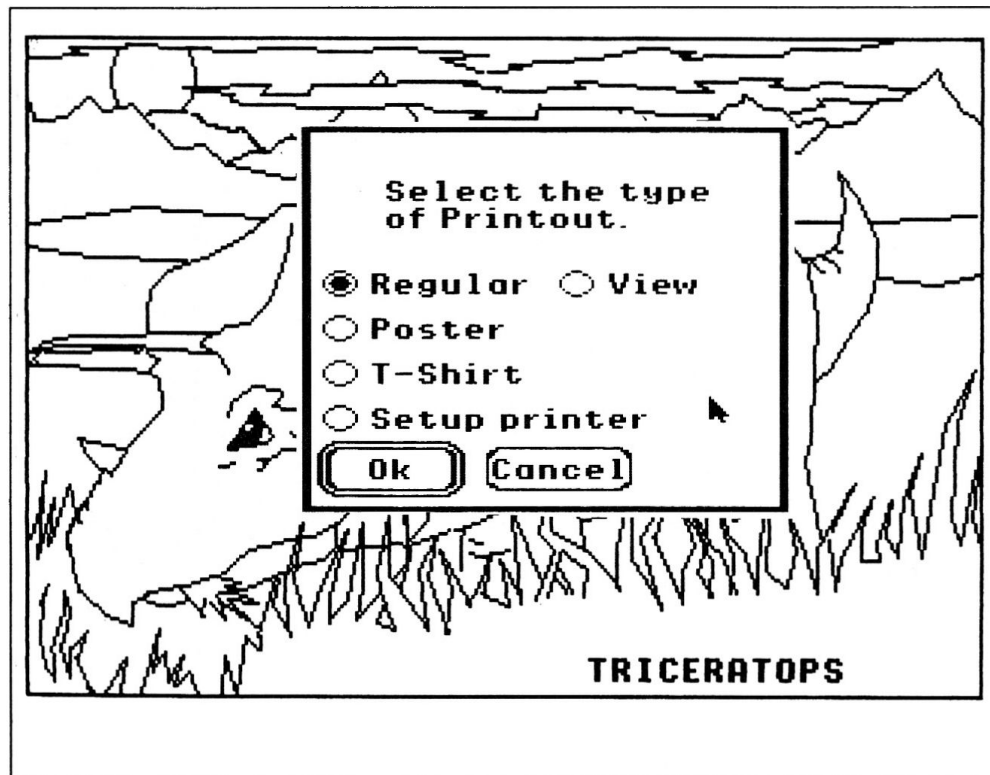 Select the type
of Printout.
Regular View
Poster
T-Shirt
Setup printer
Ok Cancel
TRICERATOPS